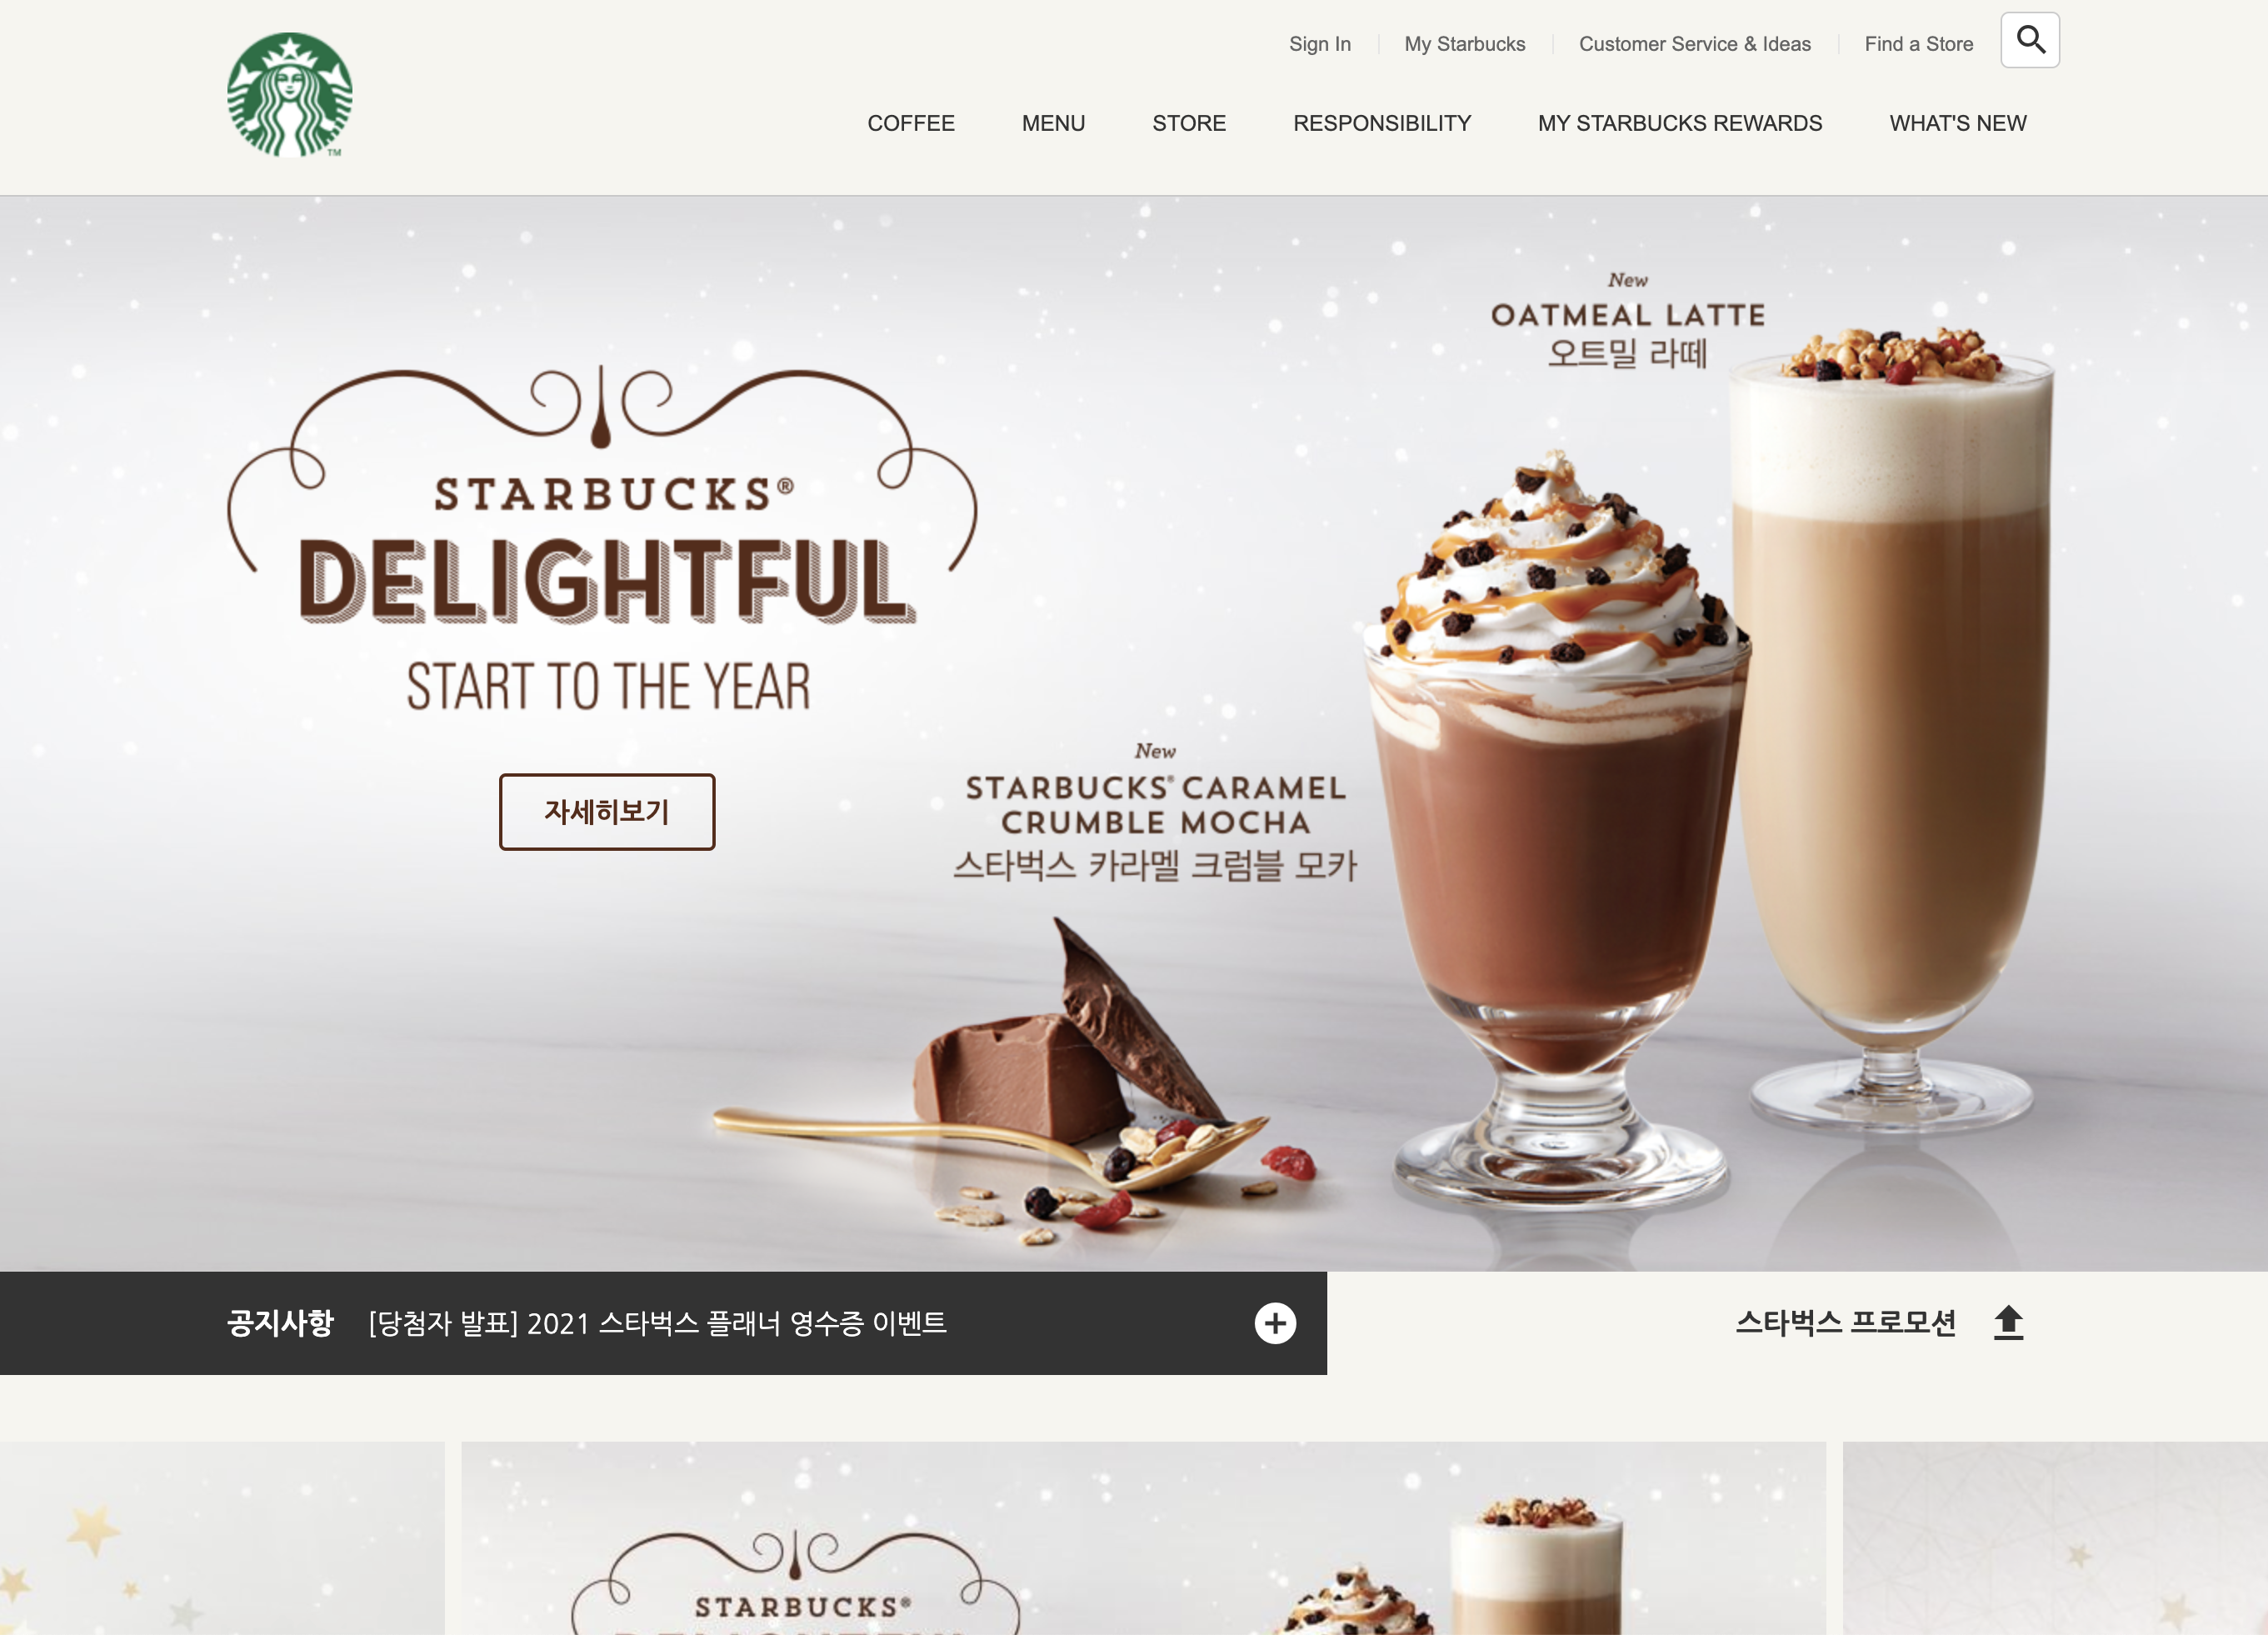 Sign In
My Starbucks
Customer Service & Ideas
Find a Store
TM
COFFEE
MENU
STORE
RESPONSIBILITY
MY STARBUCKS REWARDS
WHAT'S NEW
New
OATMEAL LATTE
오트밀 라떼
STARBUCKS®
DELIGHTFUL
START TO THE YEAR
자세히보기
New
STARBUCKS® CARAMEL
CRUMBLE MOCHA
스타벅스 카라멜 크럼블 모카
공지사항
[당첨자 발표] 2021 스타벅스 플래너 영수증 이벤트
스타벅스 프로모션
STARBUCKS®
DELIGHTFUL